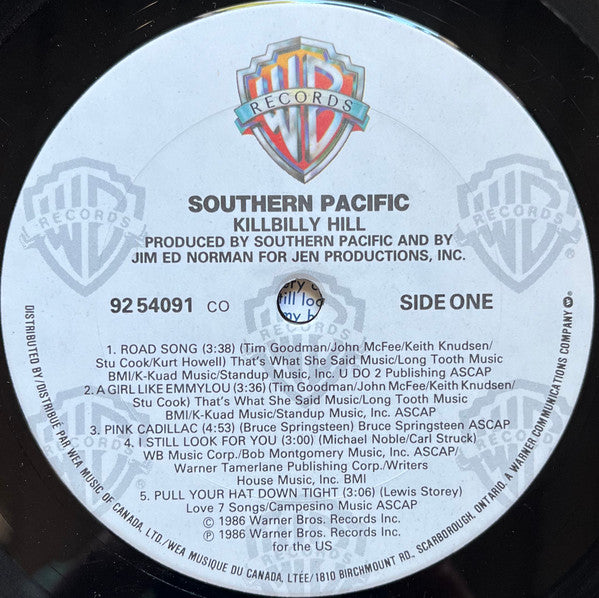 WB
RECORDS
SOUTHERN PACIFIC
KILLBILLY HILL
PRODUCED BY SOUTHERN PACIFIC AND BY
JIM ED NORMAN FOR JEN PRODUCTIONS, INC.
WB
RECORDS
WB
RECORDS
92 54091 CO
SIDE ONE
till loo
my h
1. ROAD SONG (3:38) (Tim Goodman/John McFee/Keith Knudsen/
Stu Cook/Kurt Howell) That's What She Said Music/Long Tooth Music
BMI/K-Kuad Music/Standup Music, Inc. U DO 2 Publishing ASCAP
2. A GIRL LIKE EMMYLOU (3:36) (Tim Goodman/John McFee/Keith Knudsen/
Stu Cook) That's What She Said Music/Long Tooth Music
BMI/K-Kuad Music/Standup Music, Inc. ASCAP
3. PINK CADILLAC (4:53) (Bruce Springsteen) Bruce Springsteen ASCAP
4. I STILL LOOK FOR YOU (3:00) (Michael Noble/Carl Struck)
WB Music Corp./Bob Montgomery Music, Inc. ASCAP/
Warner Tamerlane Publishing Corp./Writers
House Music, Inc. BMI
5. PULL YOUR HAT DOWN TIGHT (3:06) (Lewis Storey)
Love 7 Songs/Campesino Music ASCAP
© 1986 Warner Bros. Records Inc.
℗ 1986 Warner Bros. Records Inc.
for the US
DISTRIBUTED BY/DISTRIBUE PAR WEA MUSIC OF CANADA, LTD./WEA MUSIQUE DU CANADA, LTÉE/1810 BIRCHMOUNT RD., SCARBOROUGH, ONTARIO. A WARNER COMMUNICATIONS COMPANY